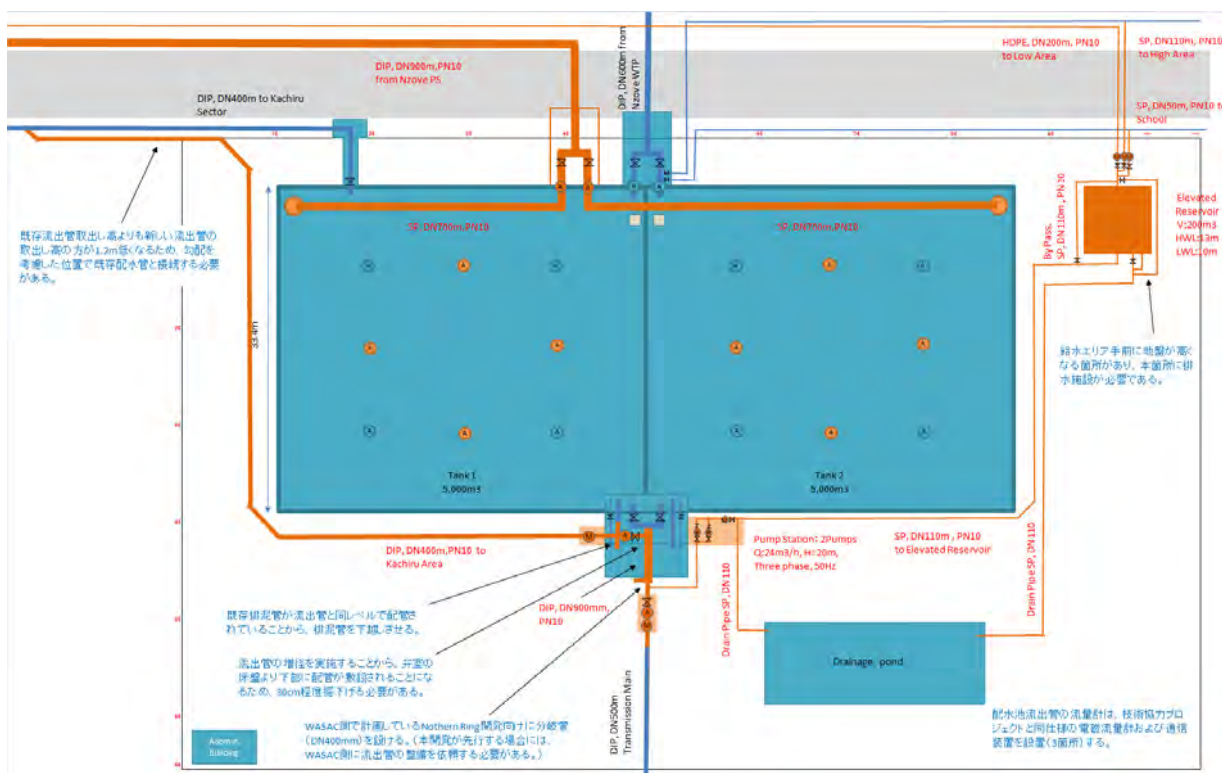 HDPE, DN200m, PN10
to Low Area
SP, DN110m, PN10
to High Area
DIP, DN900m,PN10
from Nzove PS
DIP, DN600m from
Nzove WTP
DIP, DN400m to Kachiru
Sector
SP, DN50m, PN10 to
School
既存流出管取出し高よりも新しい流出管の
取出し高の方が1.2m低くなるため、勾配を
考慮した位置で既存配水管と接続する必要
がある。
SP, DN700m,PN10
SP, DN700m,PN10
By Pass,
SP, DN110m, PN10
Elevated
Reservoir
V:200m3
HWL:13m
LWL:10m
33.4m
給水エリア手前に地盤が高く
なる箇所があり、本箇所に排
水施設が必要である。
Tank 1
5,000m3
Tank 2
5,000m3
DIP, DN400m,PN10 to
Kachiru Area
Pump Station: 2Pumps
Q:24m3/h, H: 20m,
Three phase, 50Hz
SP, DN110m, PN10
to Elevated Reservoir
Drain Pipe SP, DN110
Drain Pipe SP, DN110
DIP, DN900mm,
PN10
既存排泥管が流出管と同レベルで配管さ
れていることから、排泥管を下越しさせる。
流出管の増径を実施することから、弁室の
床盤より下部に配管が敷設されることに
なるため、30cm程度掘下げる必要がある。
WASAC側で計画しているNothern Ring開発向けに分岐管
(DN400mm)を設ける。(本開発が先行する場合には、
WASAC側に流出管の整備を依頼する必要がある。)
DIP, DN500m
Transmission Main
Drainage pond
配水池流出管の流量計は、技術協力プロ
ジェクトと同仕様の電磁流量計および通信
装置を設置(3箇所)する。
Building